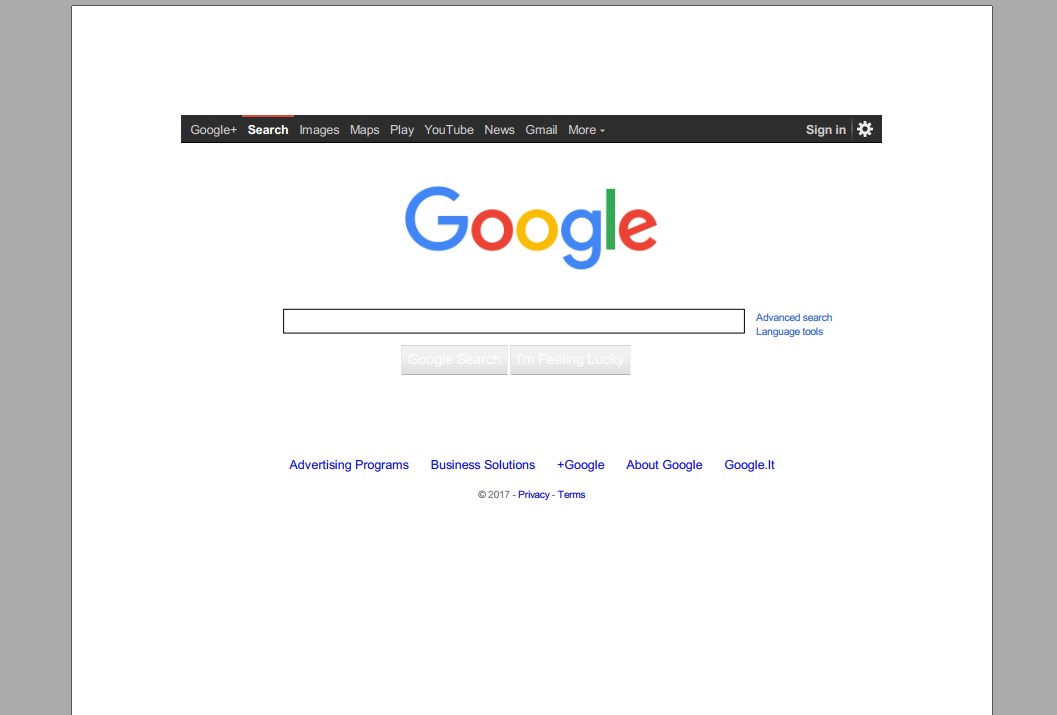 Google+ Search Images Maps Play YouTube News Gmail More Sign in
Google
Advanced search
Language tools
Google Search I'm Feeling Lucky
Advertising Programs Business Solutions +Google About Google Google.lt
© 2017 - Privacy - Terms